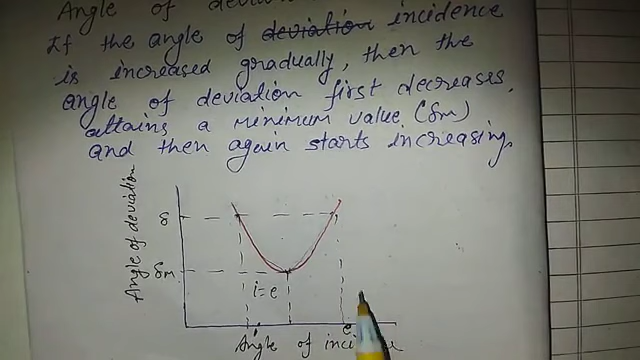 Angle of deviation
If the angle of deviation incidence
is increased gradually, then the
angle of deviation first decreases,
attains a minimum value (δm)
and then again starts increasing.
Angle of deviation
δ
δm
i=e
e
Angle of